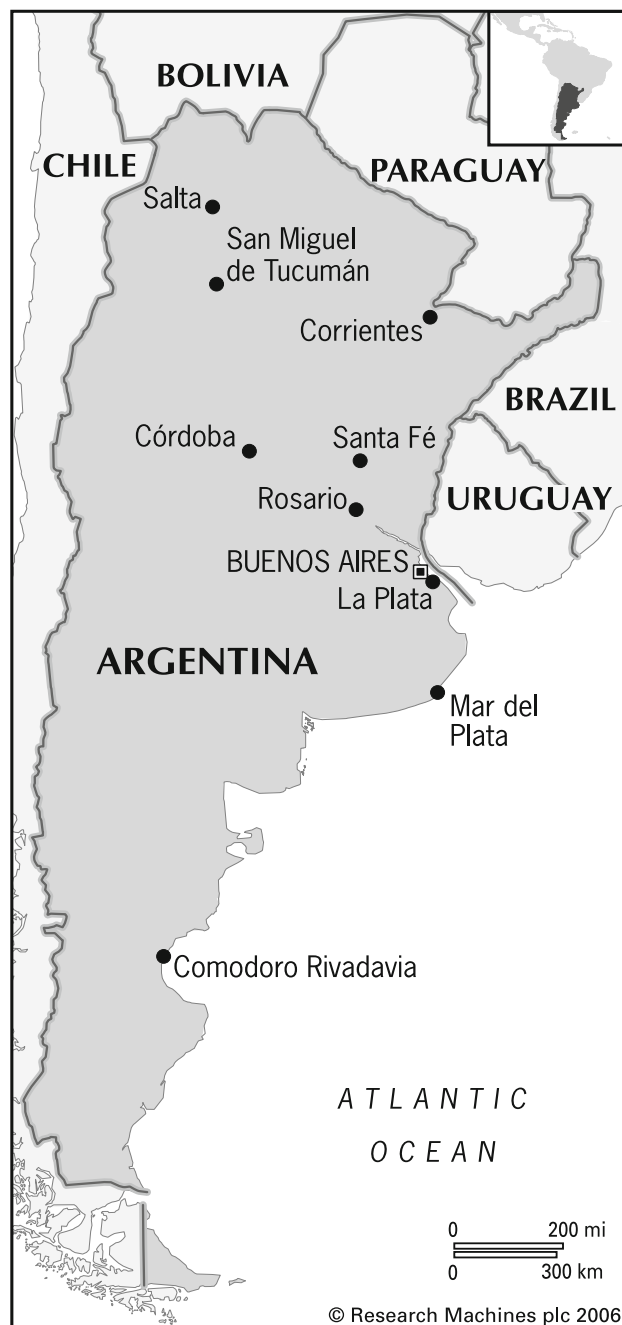 BOLIVIA
CHILE
PARAGUAY
Salta
San Miguel
de Tucumán
Corrientes
BRAZIL
Córdoba
Santa Fé
URUGUAY
Rosario
BUENOS AIRES
La Plata
ARGENTINA
Mar del
Plata
Comodoro Rivadavia
ATLANTIC
OCEAN
0 200 mi
0 300 km
© Research Machines plc 2006